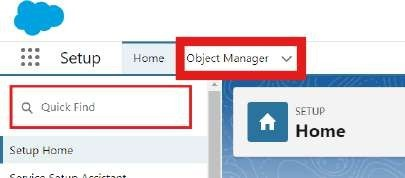 Setup
Home
Object Manager
Quick Find
SETUP
Home
Setup Home
Service Setup Assistant